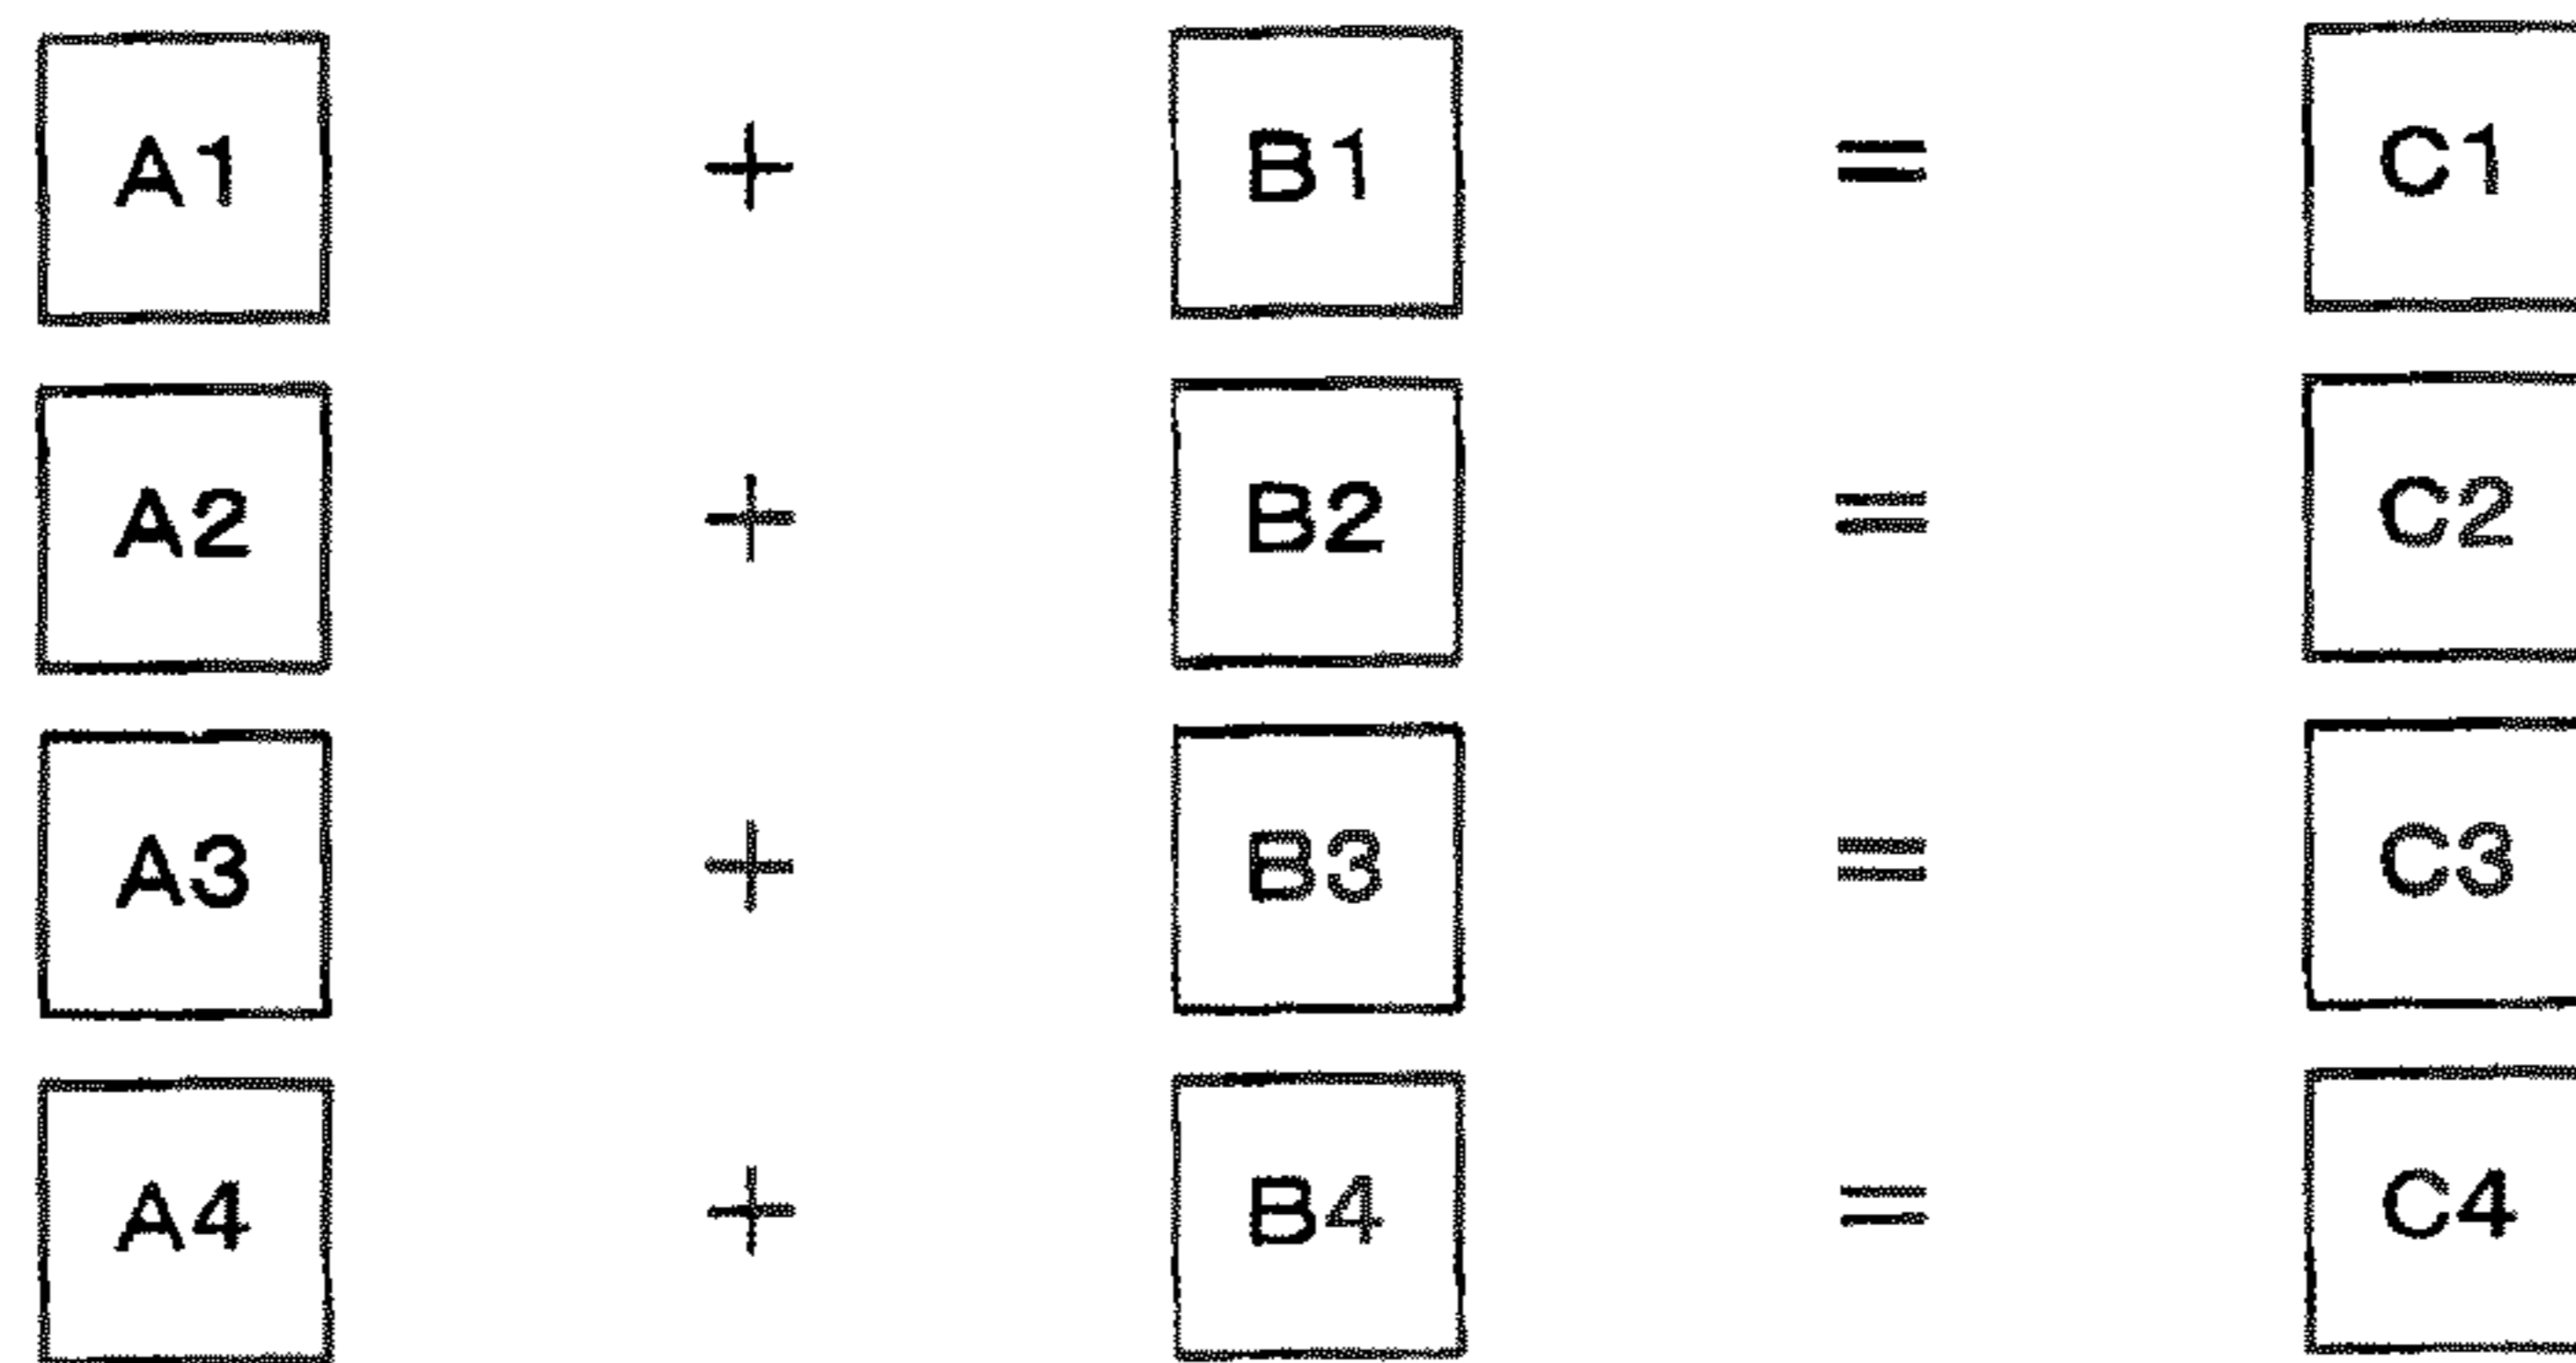 A1 + B1 = C1
A2 + B2 = C2
A3 + B3 = C3
A4 + B4 = C4